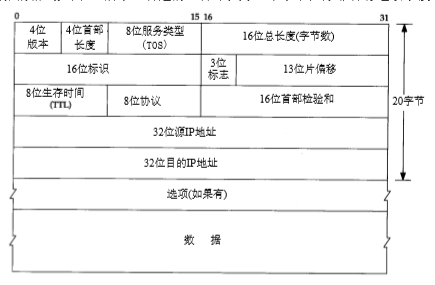 0 15 16 31
4位版本 4位首部长度 8位服务类型(TOS) 16位总长度(字节数)
16位标识 3位标志 13位片偏移
8位生存时间(TTL) 8位协议 16位首部检验和
20字节
32位源IP地址
32位目的IP地址
选项(如果有)
数 据